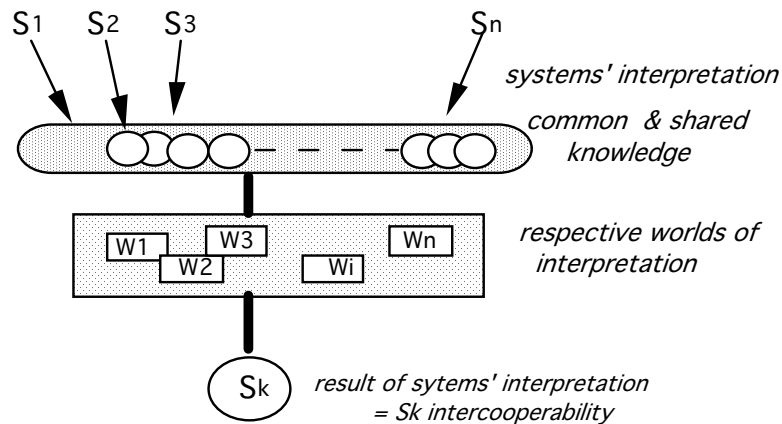 S1 S2 S3 Sn
systems' interpretation
common & shared
knowledge
W1 W2 W3 Wi Wn
respective worlds of
interpretation
Sk
result of sytems' interpretation
= Sk intercooperability